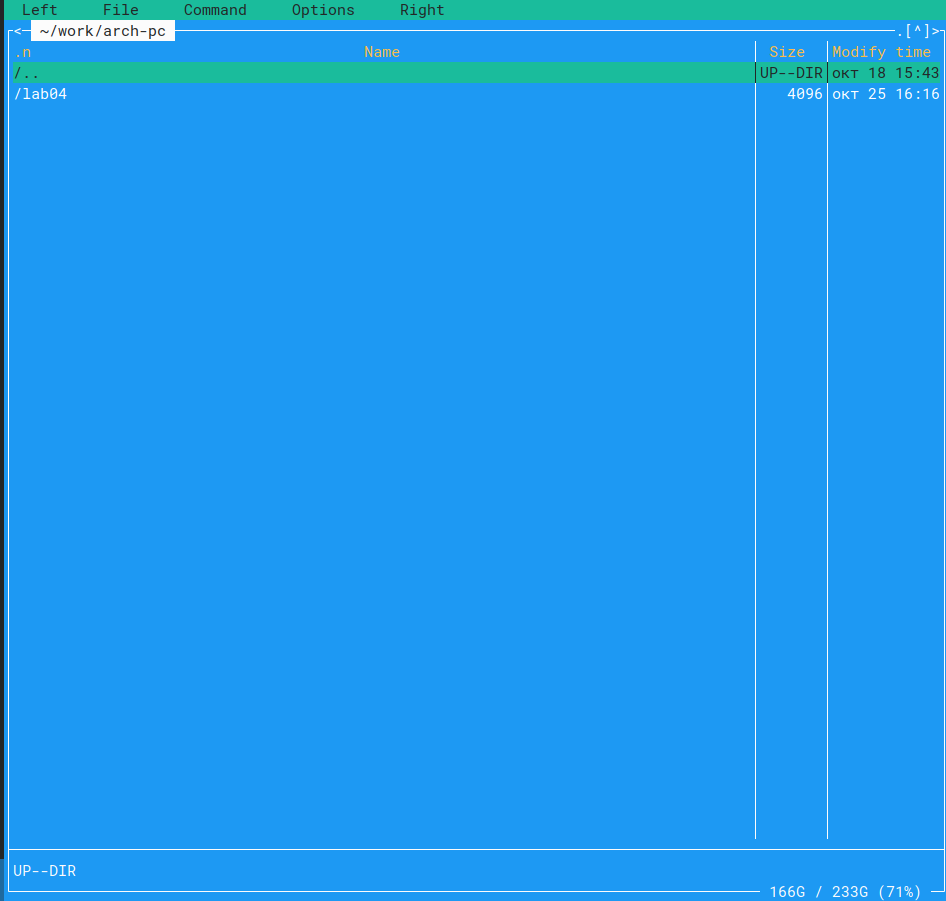 Left File Command Options Right
<- ~/work/arch-pc .[^]>
.n Name Size Modify time
/.. UP--DIR окт 18 15:43
/lab04 4096 окт 25 16:16
UP--DIR
166G / 233G (71%)